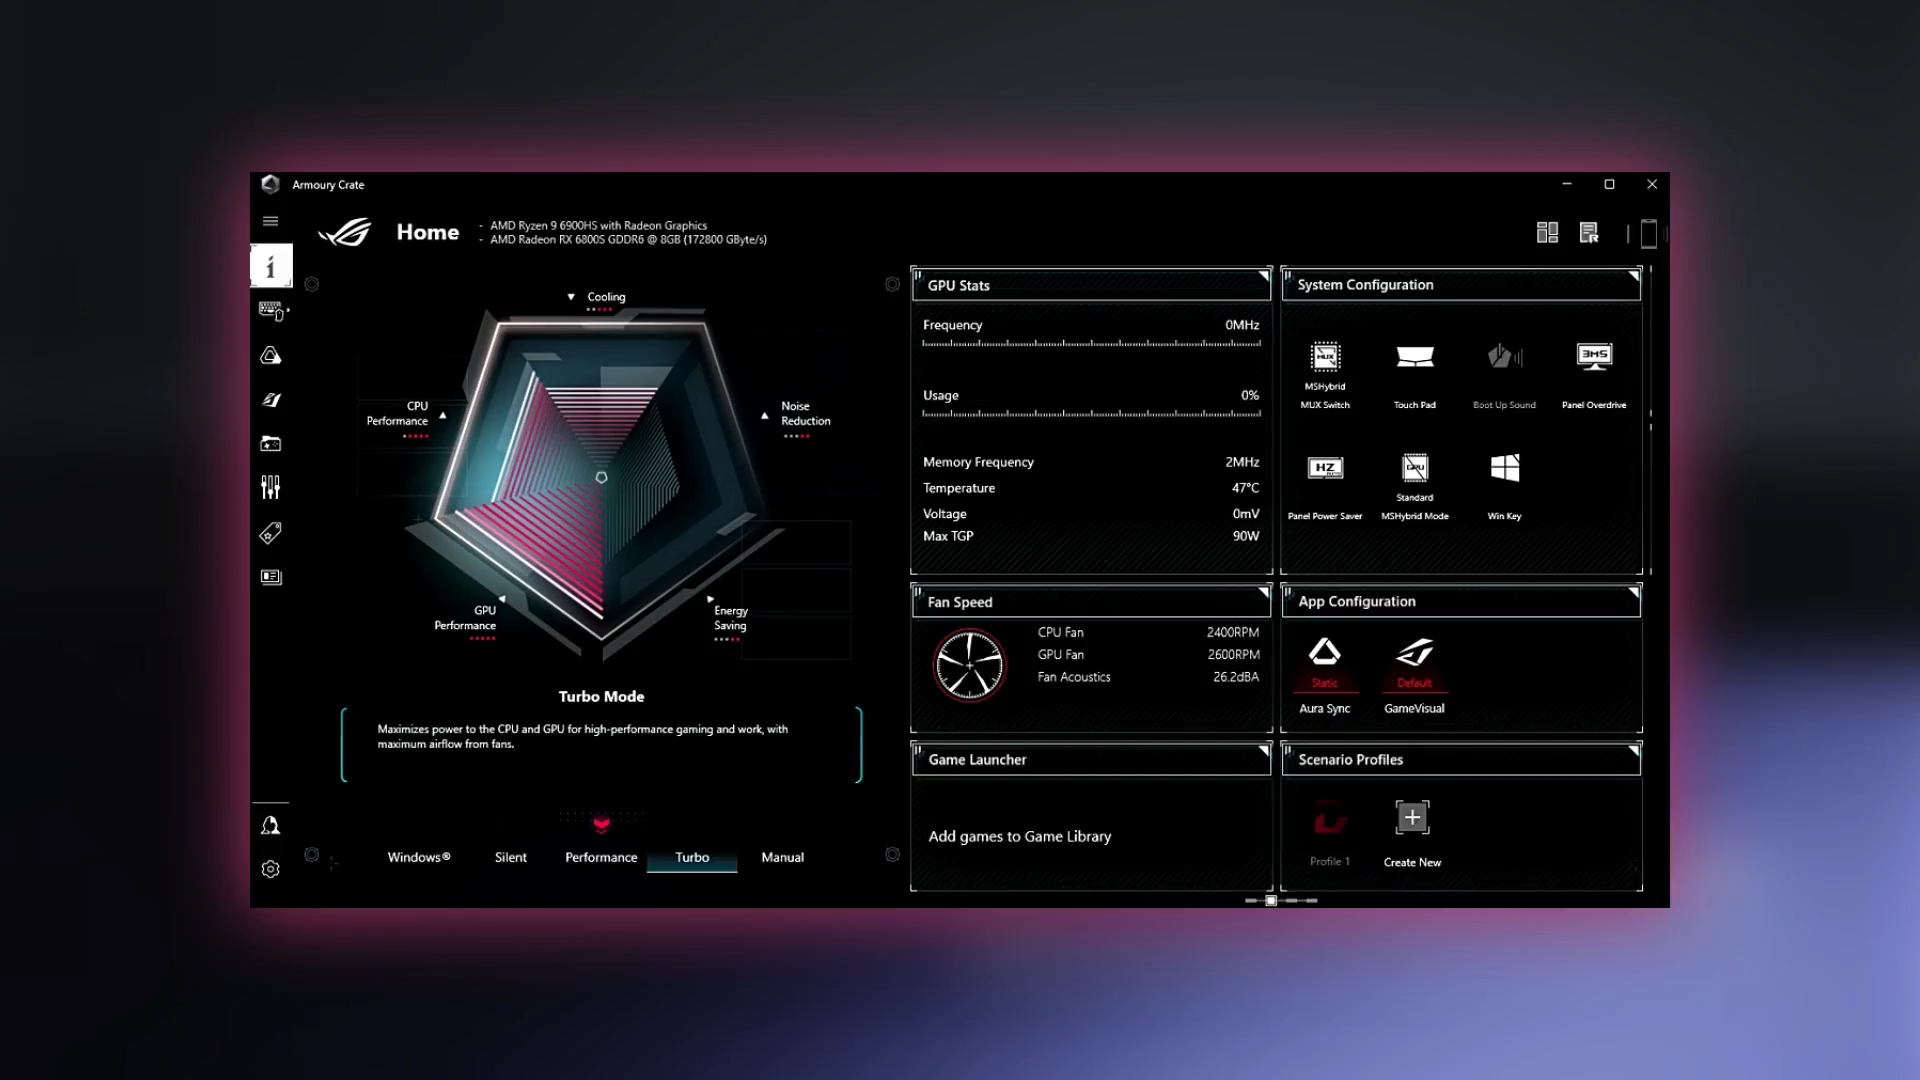 Armoury Crate
Home
- AMD Ryzen 9 6900HS with Radeon Graphics
- AMD Radeon RX 6800S GDDR6 @ 8GB (172800 GByte/s)
Cooling
CPU
Performance
Noise
Reduction
GPU
Performance
Energy
Saving
Turbo Mode
Maximizes power to the CPU and GPU for high-performance gaming and work, with
maximum airflow from fans.
Windows®
Silent
Performance
Turbo
Manual
GPU Stats
Frequency 0MHz
Usage 0%
Memory Frequency 2MHz
Temperature 47°C
Voltage 0mV
Max TGP 90W
System Configuration
MUX
3MS
MSHybrid
MUX Switch
Touch Pad
Boot Up Sound
Panel Overdrive
HZ
GPU
Standard
Panel Power Saver
MSHybrid Mode
Win Key
Fan Speed
CPU Fan 2400RPM
GPU Fan 2600RPM
Fan Acoustics 26.2dBA
App Configuration
Static
Default
Aura Sync
GameVisual
Game Launcher
Add games to Game Library
Scenario Profiles
Profile 1
Create New